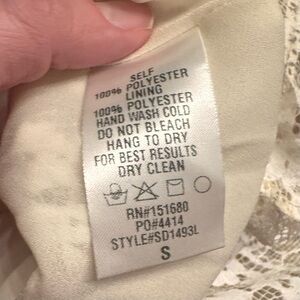 SELF
100% POLYESTER
LINING
100% POLYESTER
HAND WASH COLD
DO NOT BLEACH
HANG TO DRY
FOR BEST RESULTS
DRY CLEAN
RN#151680
PO#4414
STYLE#SD1493L
S